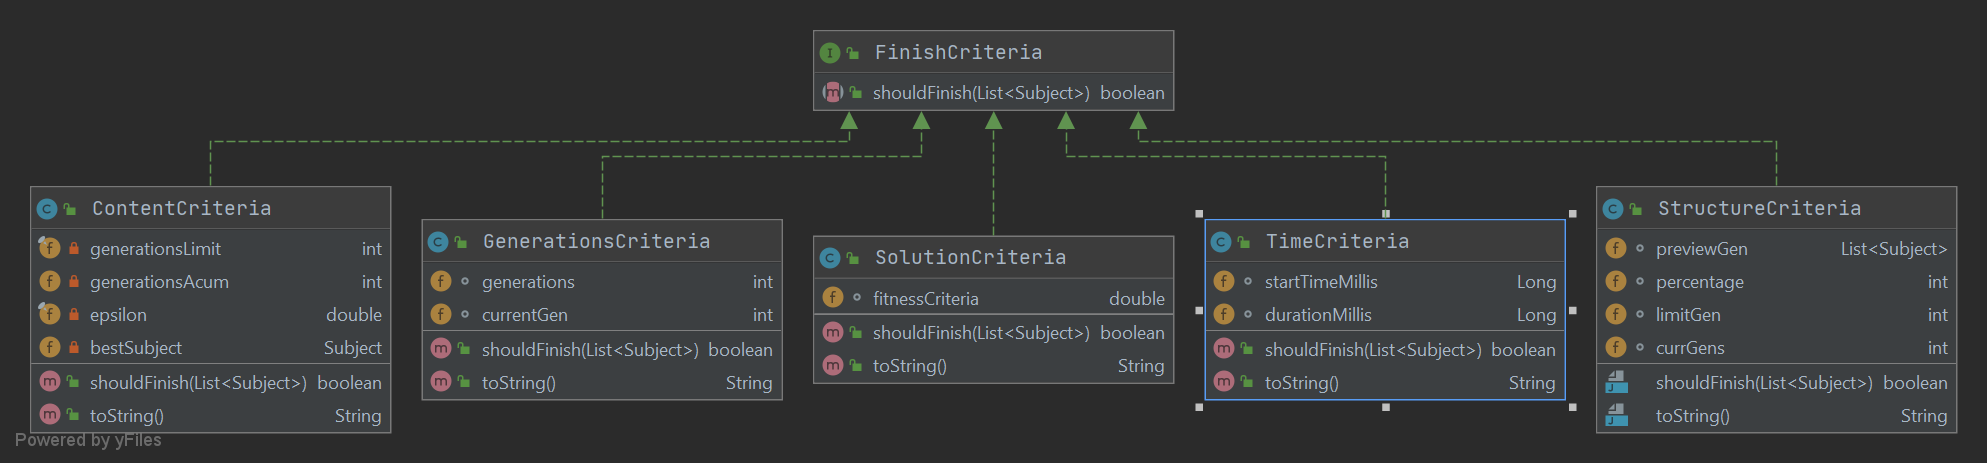 FinishCriteria
shouldFinish(List<Subject>) boolean
ContentCriteria
generationsLimit int
generationsAcum int
epsilon double
bestSubject Subject
shouldFinish(List<Subject>) boolean
toString() String
GenerationsCriteria
generations int
currentGen int
shouldFinish(List<Subject>) boolean
toString() String
SolutionCriteria
fitnessCriteria double
shouldFinish(List<Subject>) boolean
toString() String
TimeCriteria
startTimeMillis Long
durationMillis Long
shouldFinish(List<Subject>) boolean
toString() String
StructureCriteria
previewGen List<Subject>
percentage int
limitGen int
currGens int
shouldFinish(List<Subject>) boolean
toString() String
Powered by yFiles